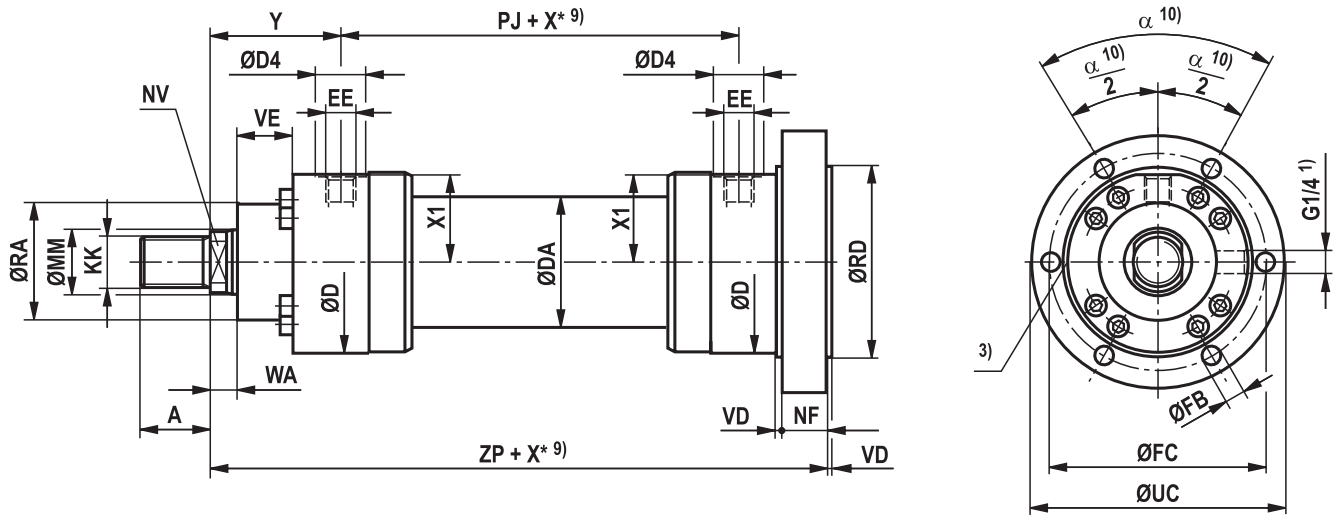 Y
PJ + X* 9)
α 10)
ØD4
ØD4
α 10)
2
α 10)
2
NV
VE
EE
EE
G1/4 1)
ØRA
ØMM
KK
X1
X1
ØD
ØDA
ØD
ØRD
3)
WA
A
VD
NF
ØFB
ZP + X* 9)
VD
ØFC
ØUC